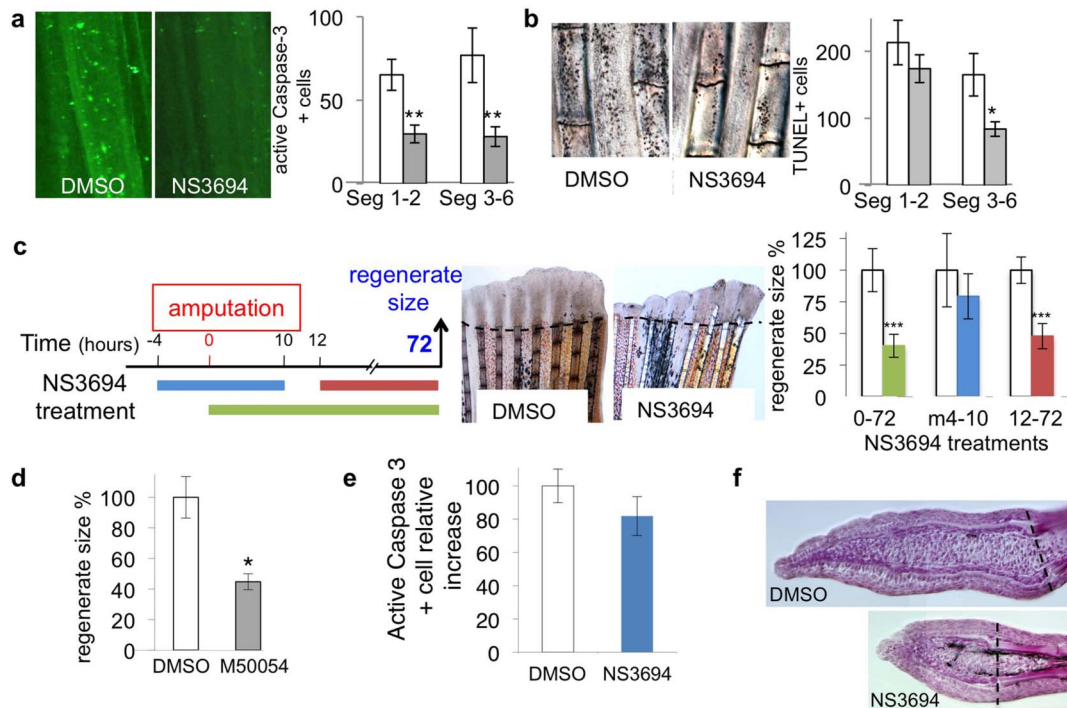 a
active Caspase-3
+ cells
100
50
0
**
**
Seg 1-2
Seg 3-6
DMSO
NS3694
b
DMSO
NS3694
TUNEL+ cells
200
100
0
*
Seg 1-2
Seg 3-6
c
regenerate
size
amputation
Time (hours)
-4
0
10
12
72
NS3694
treatment
DMSO
NS3694
regenerate size %
125
100
75
50
25
0
***
***
0-72
m4-10
12-72
NS3694 treatments
d
regenerate size %
120
100
80
60
40
20
0
*
DMSO
M50054
e
Active Caspase 3
+ cell relative
increase
100
80
60
40
20
0
DMSO
NS3694
f
DMSO
NS3694